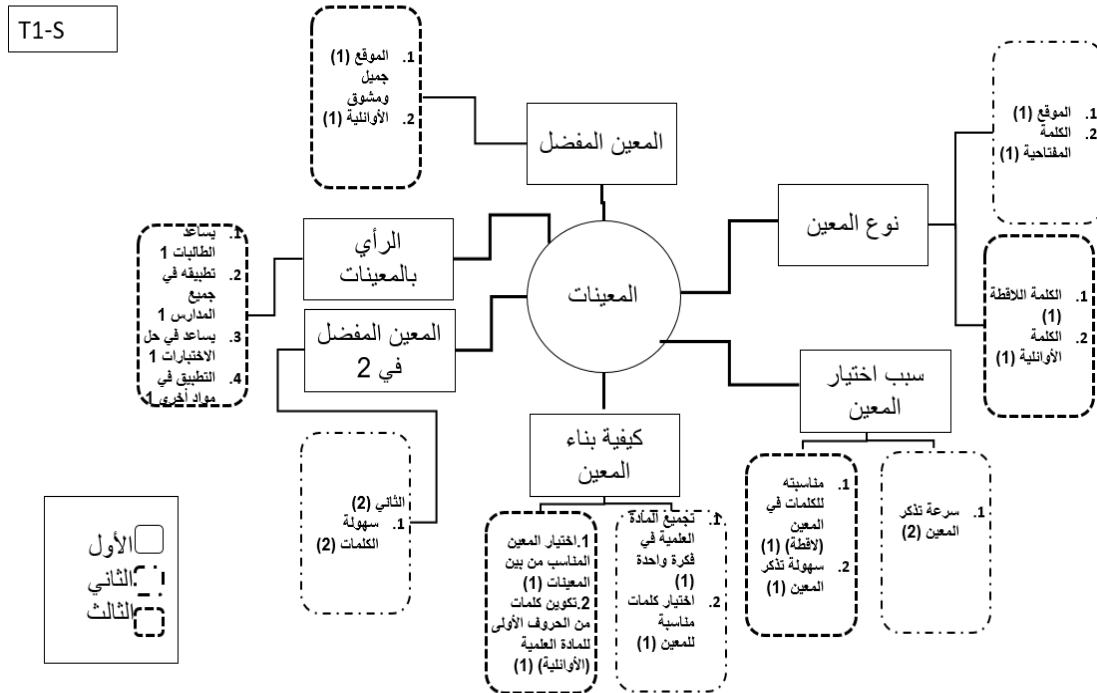 T1-S
1. الموقع (1)
جميل
ومشوق
2. الأوائلية (1)
المعين المفضل
1. الموقع (1)
2. الكلمة
المفتاحية (1)
نوع المعين
1. الكلمة اللاقطة
(1)
2. الكلمة
الأوائلية (1)
الرأي
بالمعينات
1. يساعد
الطالبات 1
2. تطبيقه في
جميع
المدارس 1
3. يساعد في حل
الاختبارات 1
4. التطبيق في
مواد أخرى 1
المعينات
المعين المفضل
في 2
سبب اختيار
المعين
كيفية بناء
المعين
الثاني (2)
1. سهولة
الكلمات (2)
1.اختيار المعين
المناسب من بين
المعينات (1)
2.تكوين كلمات
من الحروف الأولى
للمادة العلمية
(الأوائلية) (1)
1. تجميع المادة
العلمية في
فكرة واحدة
(1)
2. اختيار كلمات
مناسبة
للمعين (1)
1. مناسبته
للكلمات في
المعين
(لاقطة) (1)
2. سهولة تذكر
المعين (1)
1. سرعة تذكر
المعين (2)
الأول
الثاني
الثالث